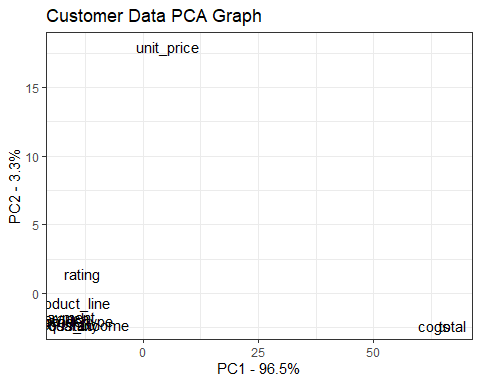 Customer Data PCA Graph
unit_price
15
10
5
0
rating
oduct_line
total
0
25
50
PC1 - 96.5%
PC2 - 3.3%